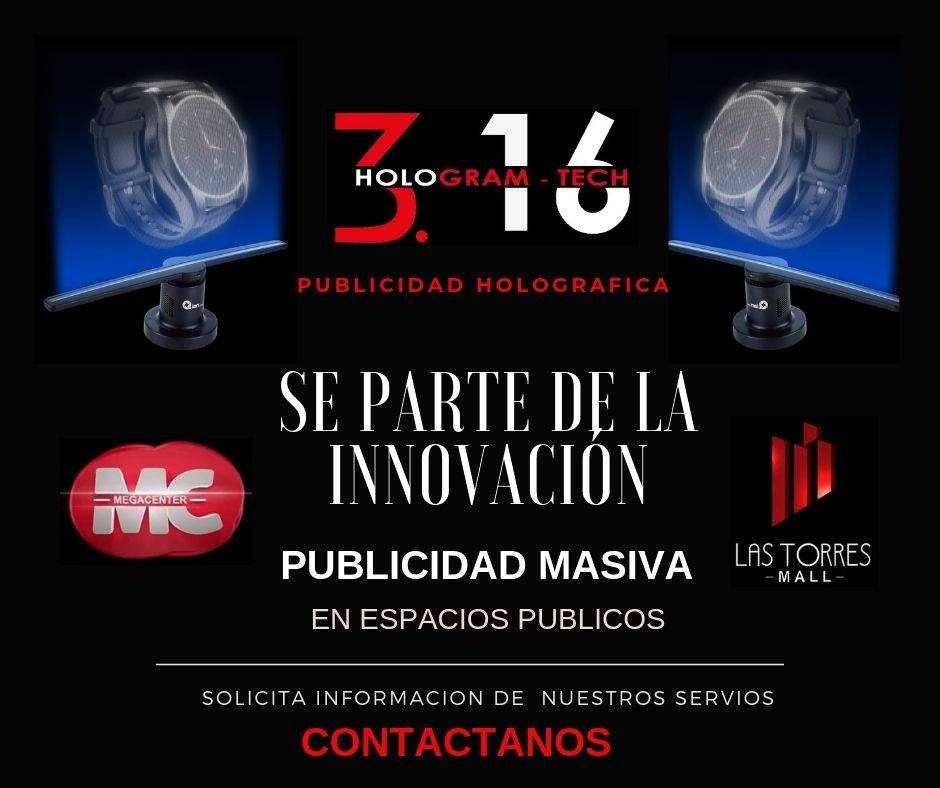 3.16
HOLOGRAM - TECH
PUBLICIDAD HOLOGRAFICA
SE PARTE DE LA
INNOVACIÓN
MC
MEGACENTER
LAS TORRES
- MALL -
PUBLICIDAD MASIVA
EN ESPACIOS PUBLICOS
SOLICITA INFORMACION DE NUESTROS SERVIOS
CONTACTANOS